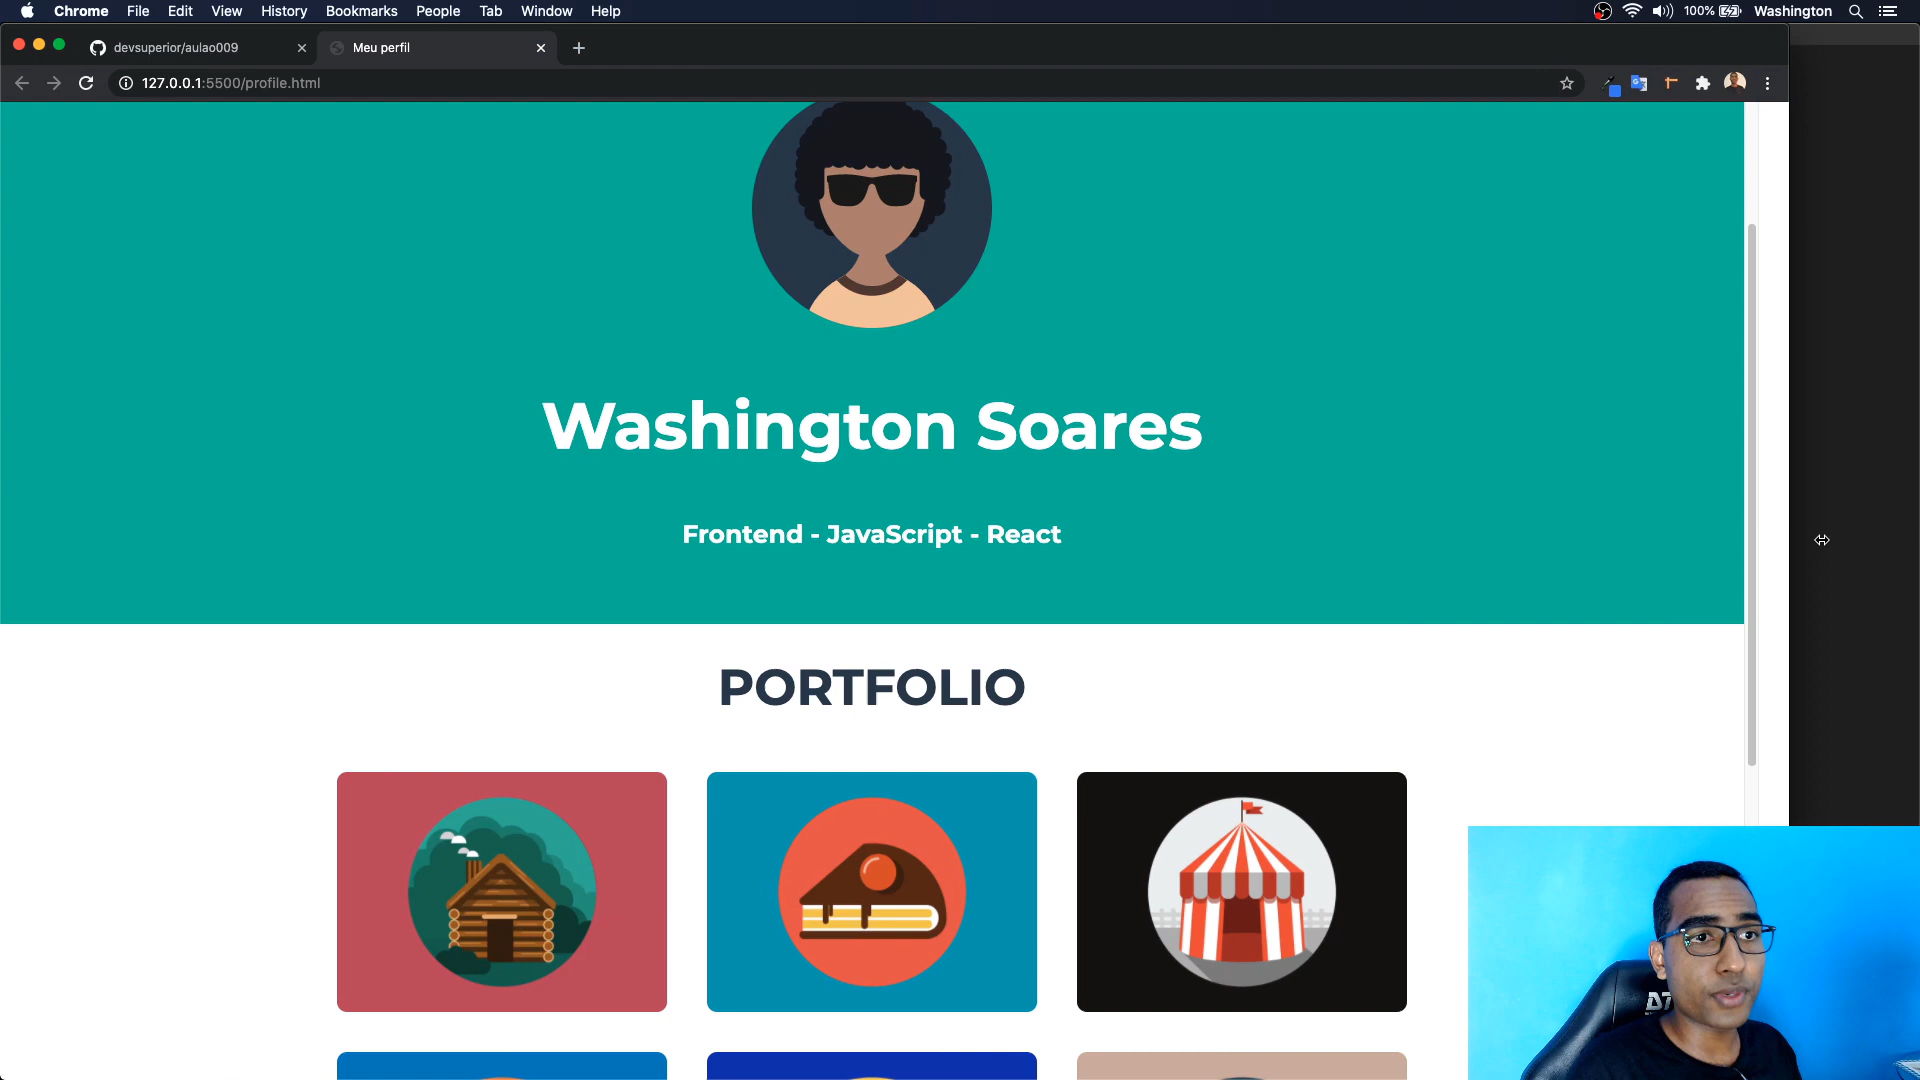 Chrome File Edit View History Bookmarks People Tab Window Help 100% Washington
devsuperior/aulao009 Meu perfil
127.0.0.1:5500/profile.html
Washington Soares
Frontend - JavaScript - React
PORTFOLIO